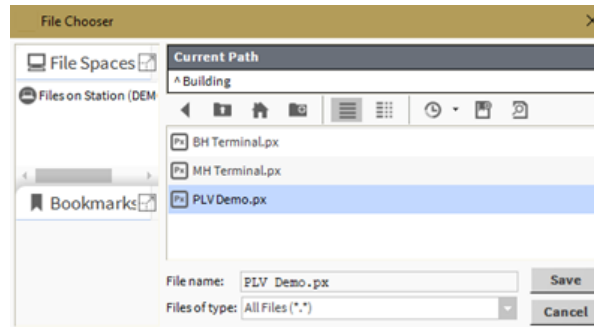 File Chooser
File Spaces
Files on Station (DEM
Bookmarks
Current Path
^ Building
BH Terminal.px
MH Terminal.px
PLV Demo.px
File name: PLV Demo.px
Save
Files of type: All Files (*.*)
Cancel